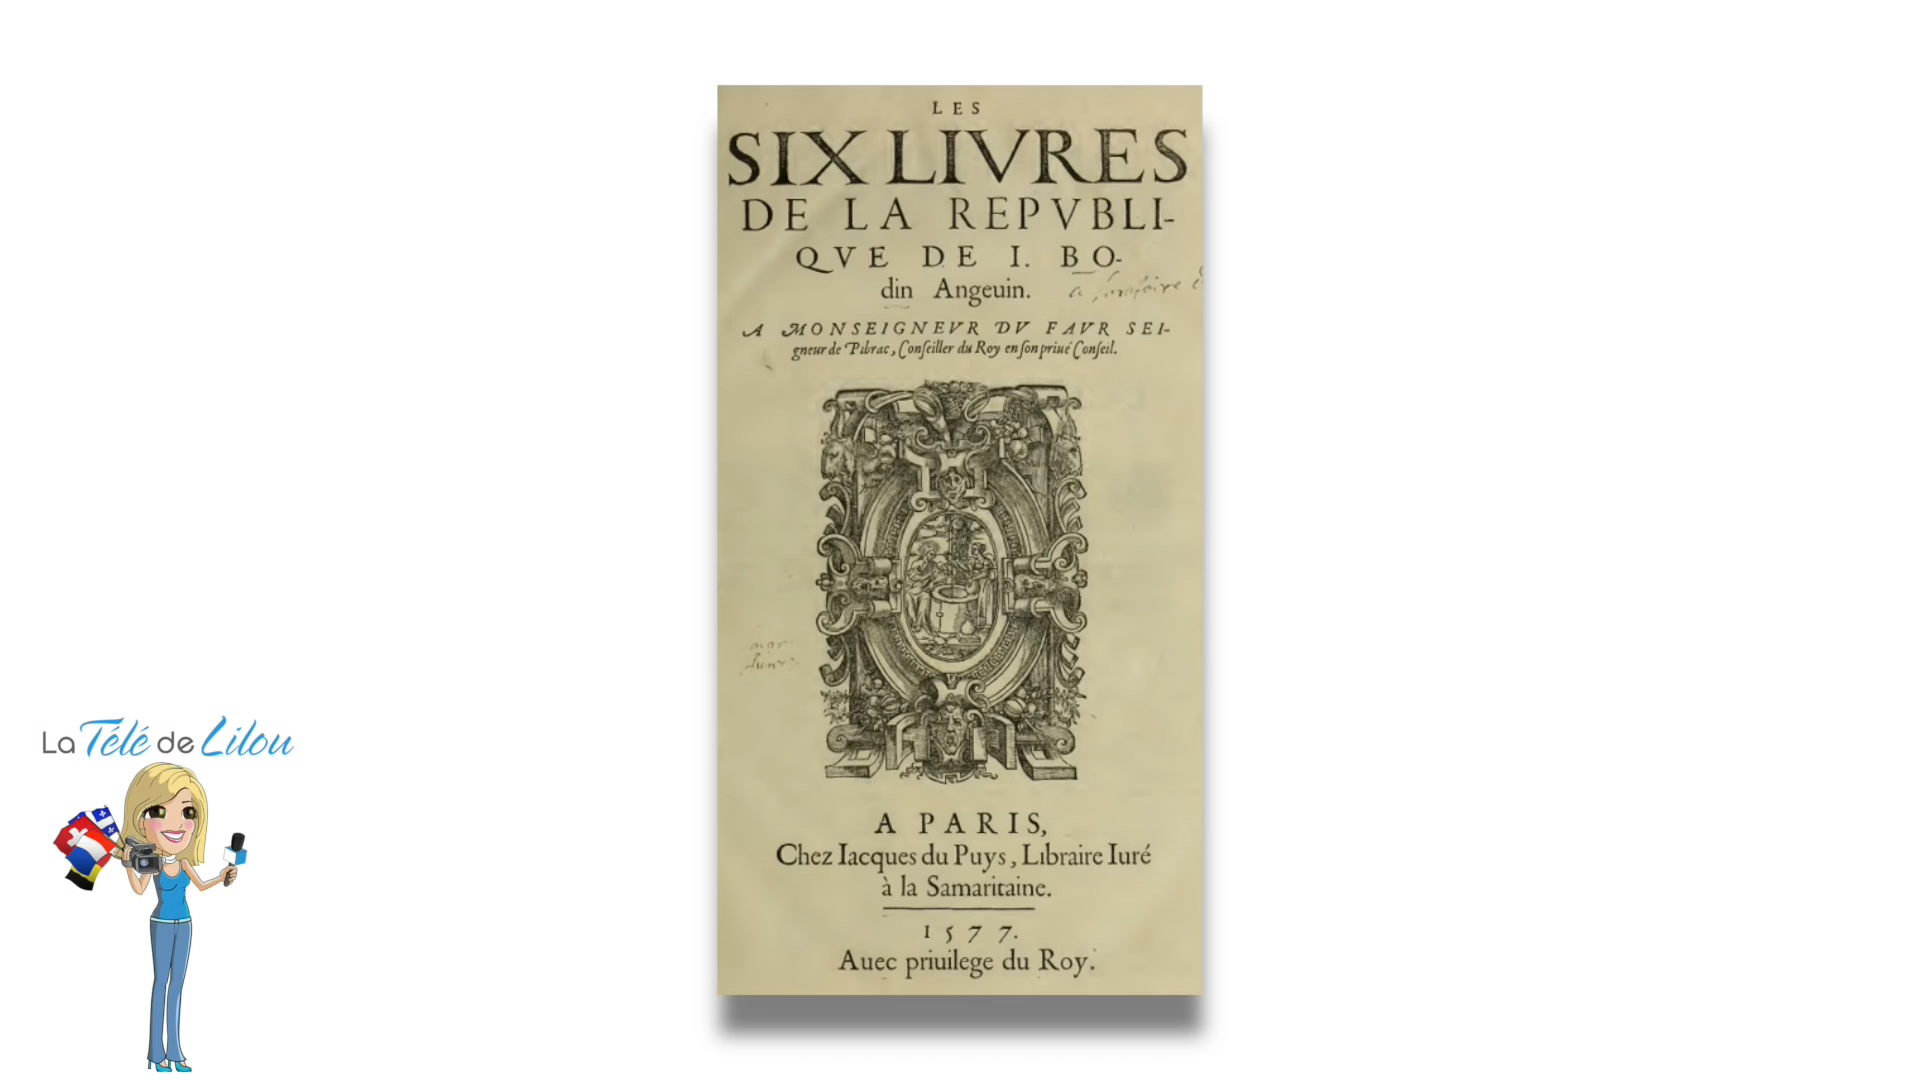 LES
SIX LIVRES
DE LA REPVBLI-
QVE DE I. BO-
din Angeuin.
A MONSEIGNEVR DV FAVR SEI-
gneur de Pibrac, Conſeiller du Roy en ſon priué Conſeil.
A PARIS,
Chez Iacques du Puys, Libraire Iuré
à la Samaritaine.
1577.
Auec priuilege du Roy.
La Télé de Lilou